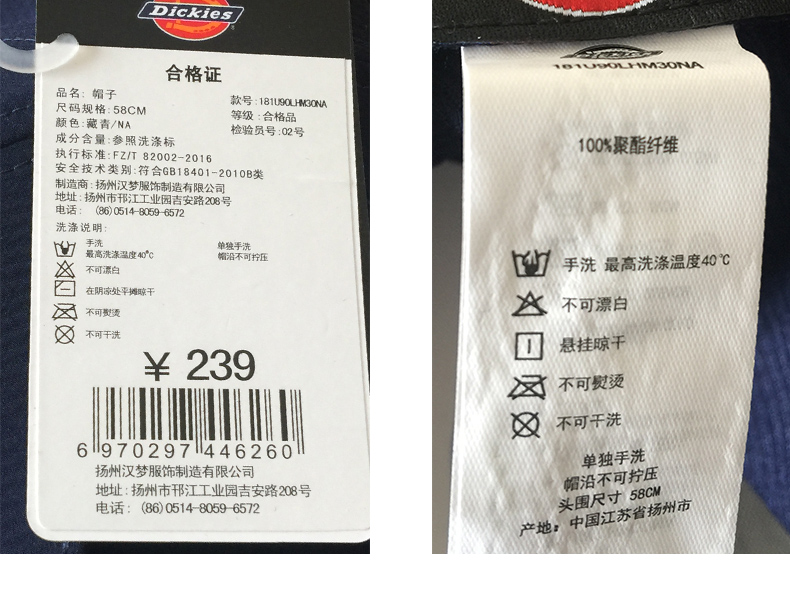 Dickies
合格证
品名: 帽子
尺码规格: 58CM
颜色: 藏青/NA
成分含量: 参照洗涤标
执行标准: FZ/T 82002-2016
安全技术类别: 符合GB18401-2010B类
款号: 181U90LHM30NA
等级: 合格品
检验员号: 02号
制造商: 扬州汉梦服饰制造有限公司
地址: 扬州市邗江工业园吉安路208号
电话: (86)0514-8059-6572
洗涤说明:
手洗
最高洗涤温度40℃
单独手洗
帽沿不可拧压
不可漂白
在阴凉处平摊晾干
不可熨烫
不可干洗
¥ 239
6 970297 446260
扬州汉梦服饰制造有限公司
地址: 扬州市邗江工业园吉安路208号
电话: (86)0514-8059-6572
181U90LHM30NA
100%聚酯纤维
手洗 最高洗涤温度40℃
不可漂白
悬挂晾干
不可熨烫
不可干洗
单独手洗
帽沿不可拧压
头围尺寸 58CM
产地: 中国江苏省扬州市